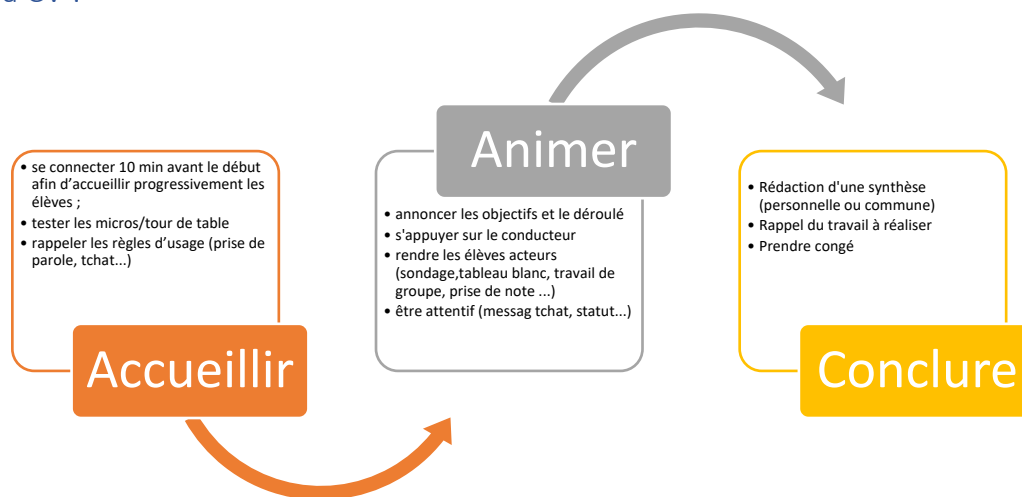 • se connecter 10 min avant le début
afin d’accueillir progressivement les
élèves ;
• tester les micros/tour de table
• rappeler les règles d’usage (prise de
parole, tchat...)
Accueillir
Animer
• annoncer les objectifs et le déroulé
• s'appuyer sur le conducteur
• rendre les élèves acteurs
(sondage,tableau blanc, travail de
groupe, prise de note ...)
• être attentif (messag tchat, statut...)
• Rédaction d'une synthèse
(personnelle ou commune)
• Rappel du travail à réaliser
• Prendre congé
Conclure